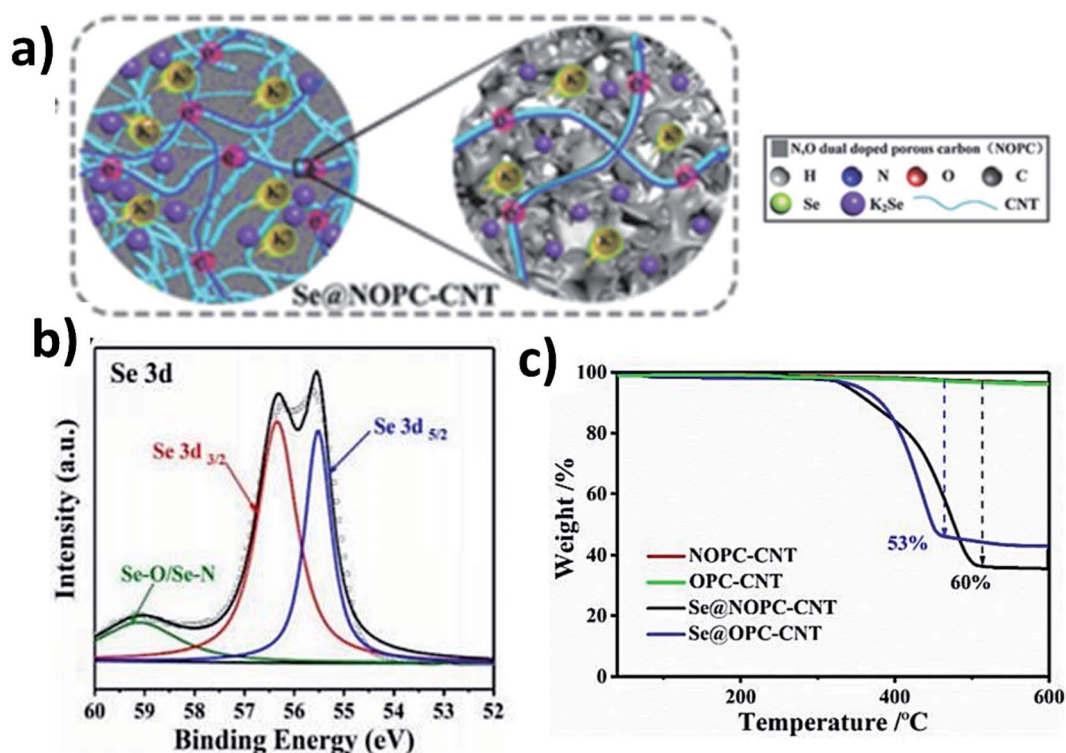 a)
K⁺ K⁺
e⁻
K⁺ e⁻
e⁻ e⁻
K⁺ K⁺
e⁻
e⁻
K⁺
e⁻
K⁺
e⁻
K⁺ e⁻
e⁻
K⁺
Se@NOPC-CNT
N,O dual doped porous carbon (NOPC)
H N O C
Se K₂Se CNT
b)
Se 3d
Se 3d 5/2
Se 3d 3/2
Se-O/Se-N
Intensity (a.u.)
60 59 58 57 56 55 54 53 52
Binding Energy (eV)
c)
100
80
60
40
20
0
Weight /%
53%
60%
NOPC-CNT
OPC-CNT
Se@NOPC-CNT
Se@OPC-CNT
200 400 600
Temperature /ºC